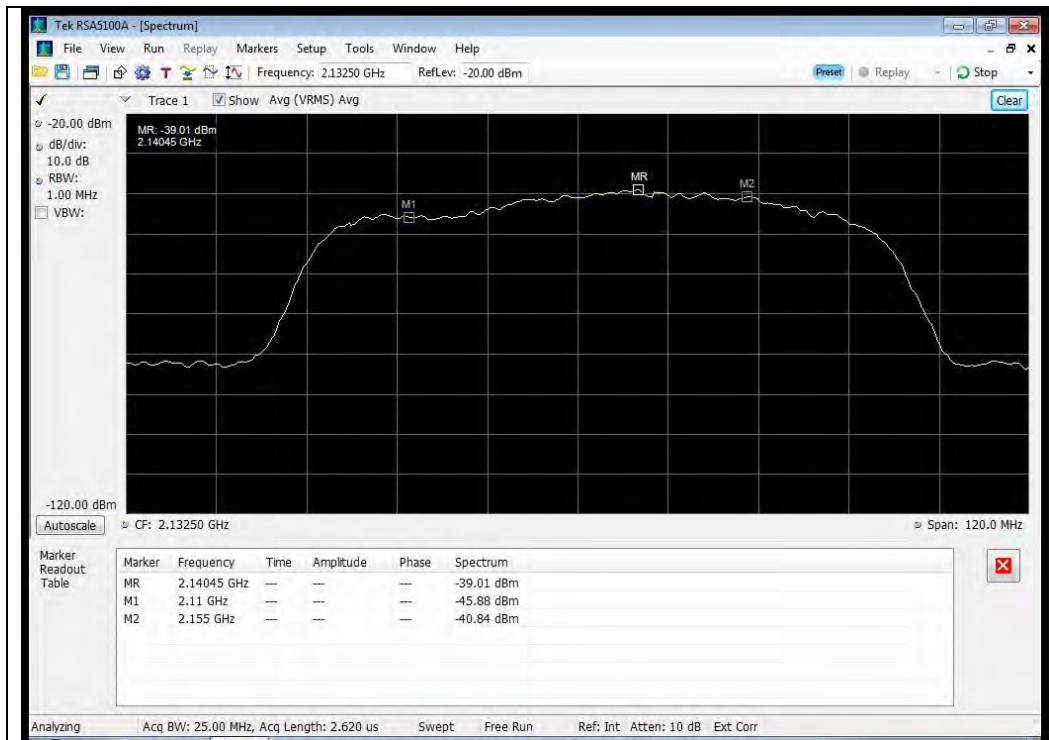 Tek RSA5100A - [Spectrum]
File View Run Replay Markers Setup Tools Window Help
T Frequency: 2.13250 GHz RefLev: -20.00 dBm Preset Replay Stop
Trace 1 Show Avg (VRMS) Avg Clear
-20.00 dBm
dB/div:
10.0 dB
RBW:
1.00 MHz
VBW:
MR: -39.01 dBm
2.14045 GHz
M1
MR
M2
-120.00 dBm
Autoscale CF: 2.13250 GHz Span: 120.0 MHz
Marker
Readout
Table
Marker Frequency Time Amplitude Phase Spectrum
MR 2.14045 GHz --- --- --- -39.01 dBm
M1 2.11 GHz --- --- --- -45.88 dBm
M2 2.155 GHz --- --- --- -40.84 dBm
Analyzing Acq BW: 25.00 MHz, Acq Length: 2.620 us Swept Free Run Ref: Int Atten: 10 dB Ext Corr